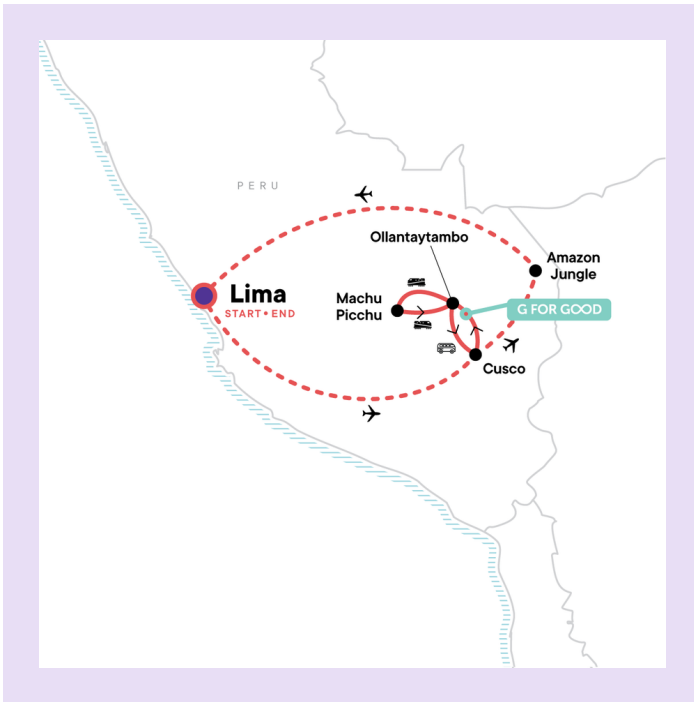 PERU
Ollantaytambo
Amazon
Jungle
Lima
START • END
Machu
Picchu
G FOR GOOD
Cusco